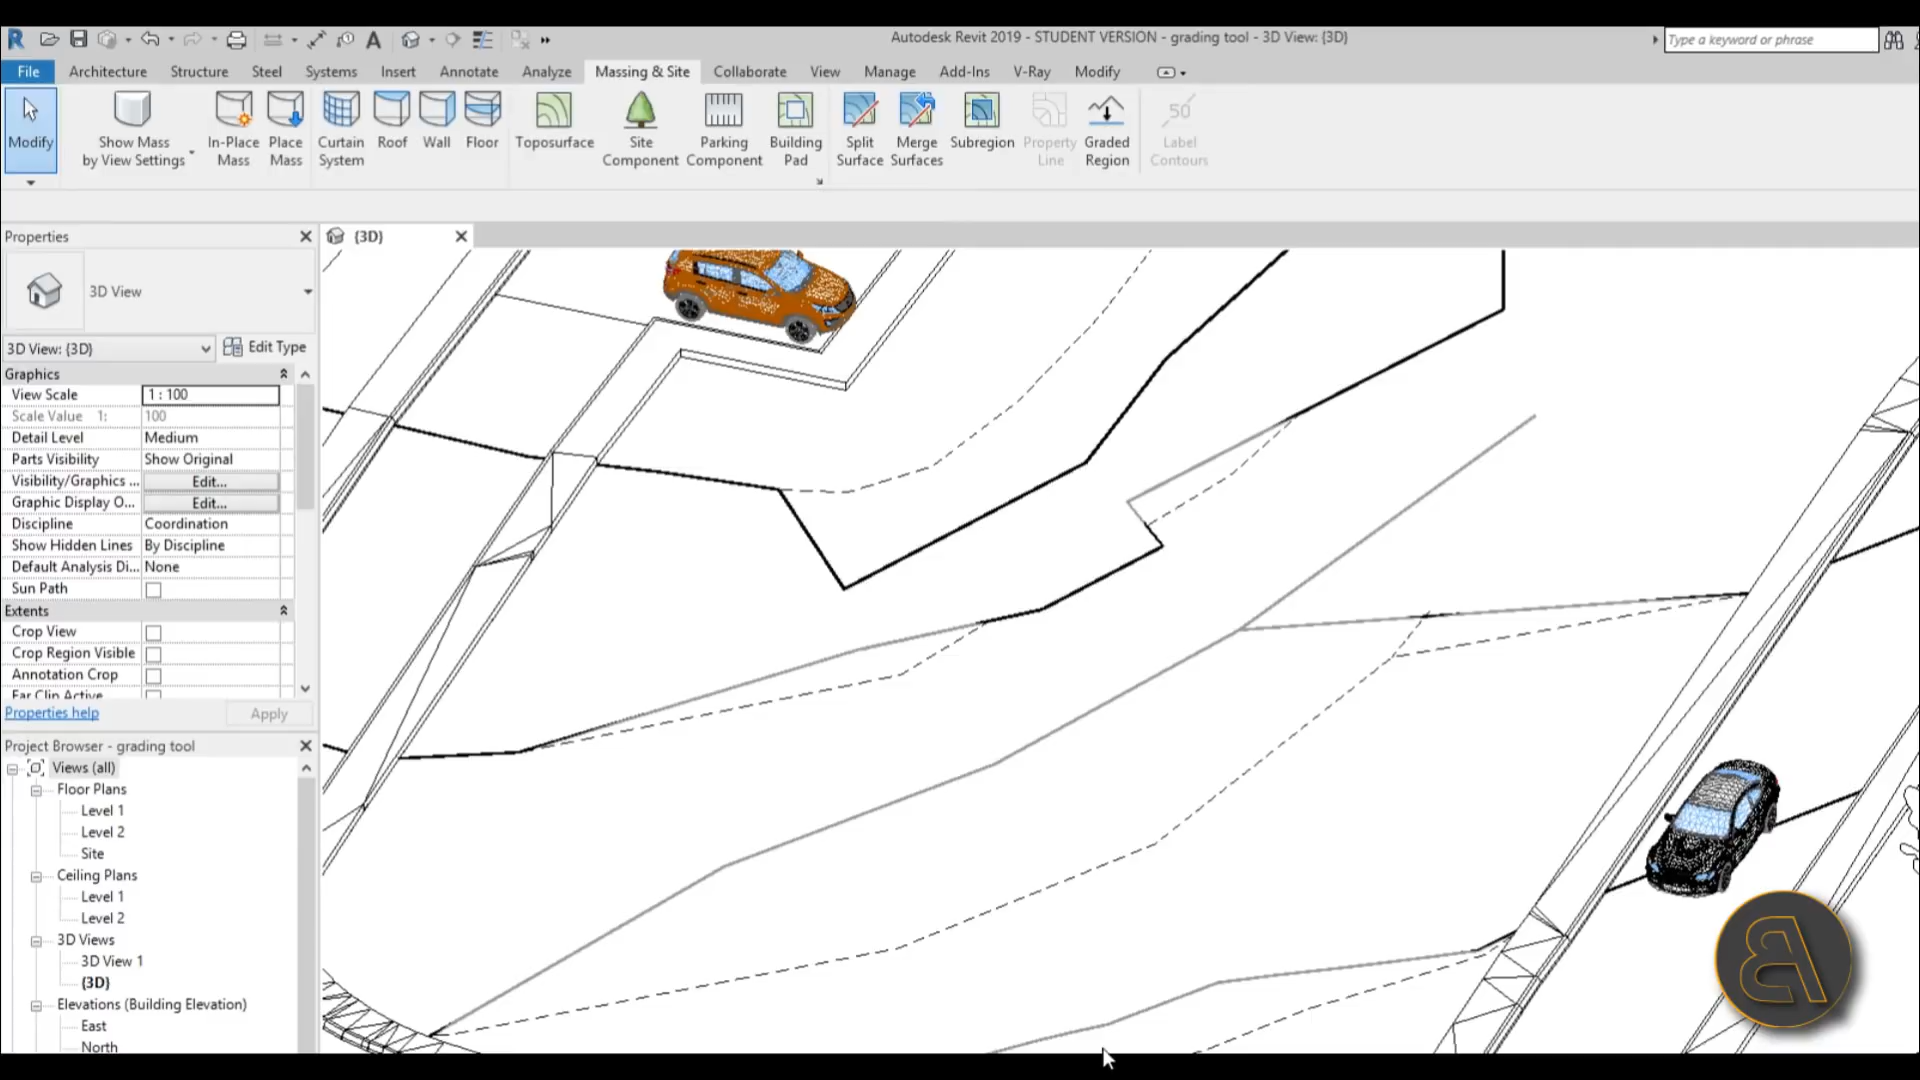 Autodesk Revit 2019 - STUDENT VERSION - grading tool - 3D View: {3D}
Type a keyword or phrase
File Architecture Structure Steel Systems Insert Annotate Analyze Massing & Site Collaborate View Manage Add-Ins V-Ray Modify
Modify
Show Mass by View Settings
In-Place Mass
Place Mass
Curtain System
Roof
Wall
Floor
Toposurface
Site Component
Parking Component
Building Pad
Split Surface
Merge Surfaces
Subregion
Property Line
Graded Region
50
Label Contours
Properties
{3D}
3D View
3D View: {3D}
Edit Type
Graphics
View Scale 1 : 100
Scale Value 1: 100
Detail Level Medium
Parts Visibility Show Original
Visibility/Graphics ... Edit...
Graphic Display O... Edit...
Discipline Coordination
Show Hidden Lines By Discipline
Default Analysis Di... None
Sun Path
Extents
Crop View
Crop Region Visible
Annotation Crop
Far Clip Active
Properties help
Apply
Project Browser - grading tool
Views (all)
Floor Plans
Level 1
Level 2
Site
Ceiling Plans
Level 1
Level 2
3D Views
3D View 1
{3D}
Elevations (Building Elevation)
East
North